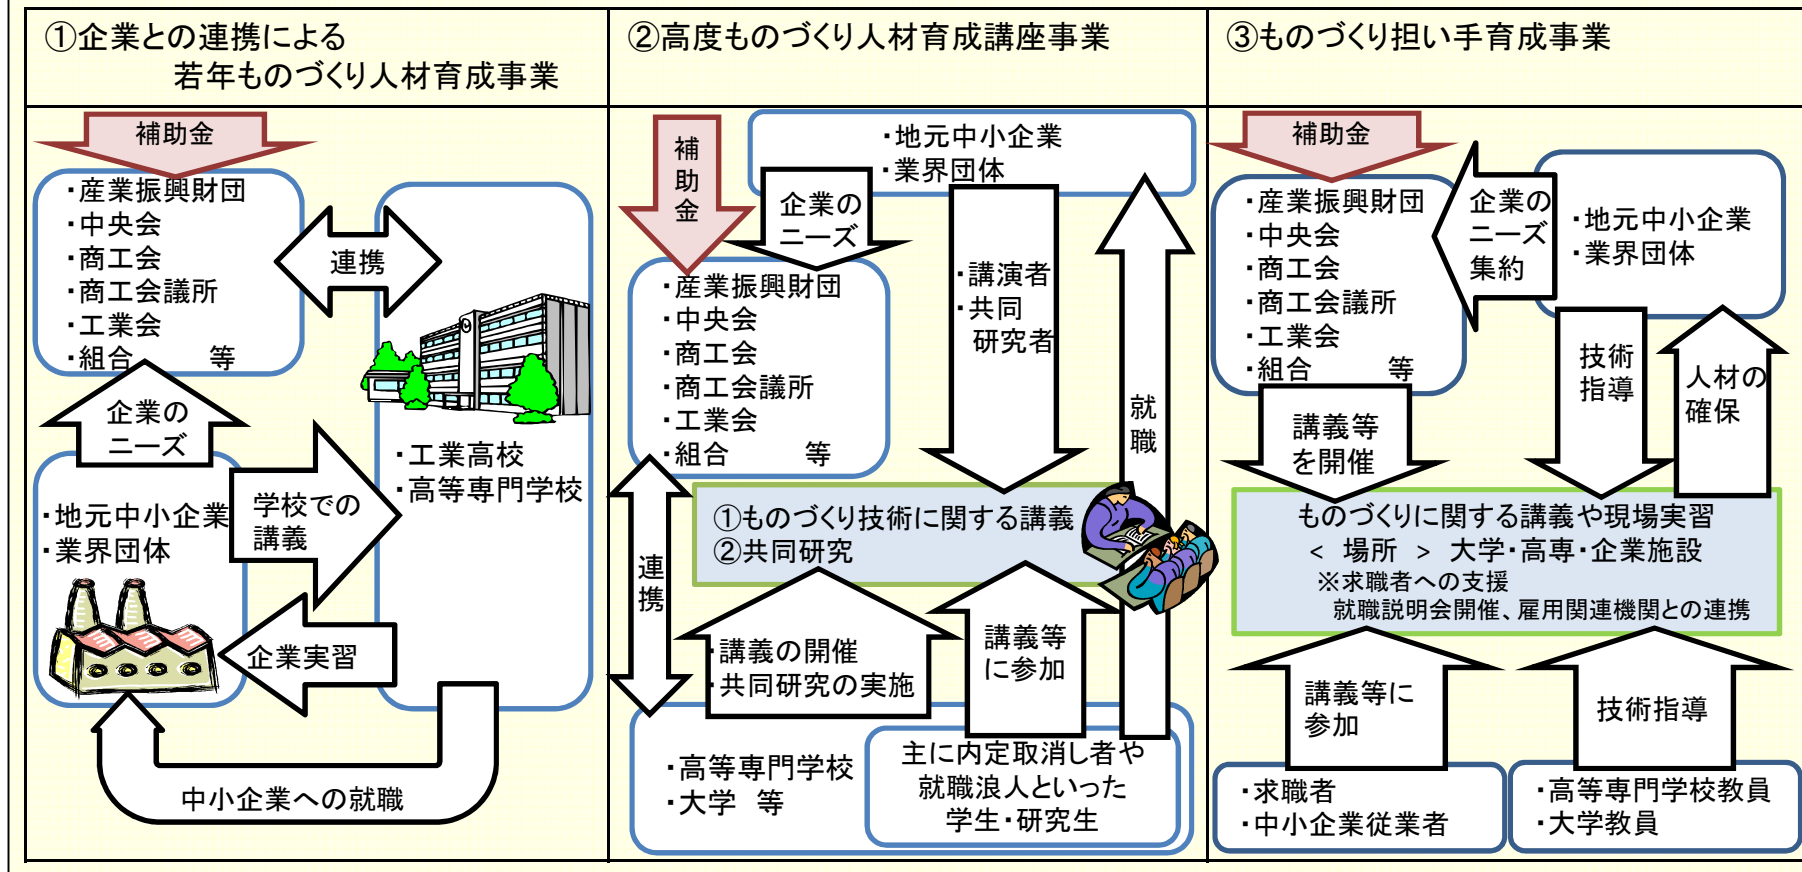 ①企業との連携による
若年ものづくり人材育成事業
補助金
・産業振興財団
・中央会
・商工会
・商工会議所
・工業会
・組合　　等
連携
企業の
ニーズ
・工業高校
・高等専門学校
・地元中小企業
・業界団体
学校での
講義
企業実習
中小企業への就職
②高度ものづくり人材育成講座事業
補
助
金
・地元中小企業
・業界団体
企業の
ニーズ
・産業振興財団
・中央会
・商工会
・商工会議所
・工業会
・組合　　等
・講演者
・共同
研究者
就
職
①ものづくり技術に関する講義
②共同研究
連
携
・講義の開催
・共同研究の実施
講義等
に参加
・高等専門学校
・大学　等
主に内定取消し者や
就職浪人といった
学生・研究生
③ものづくり担い手育成事業
補助金
・産業振興財団
・中央会
・商工会
・商工会議所
・工業会
・組合　　等
企業の
ニーズ
集約
・地元中小企業
・業界団体
講義等
を開催
技術
指導
人材の
確保
ものづくりに関する講義や現場実習
＜ 場所 ＞ 大学・高専・企業施設
※求職者への支援
就職説明会開催、雇用関連機関との連携
講義等に
参加
技術指導
・求職者
・中小企業従業者
・高等専門学校教員
・大学教員